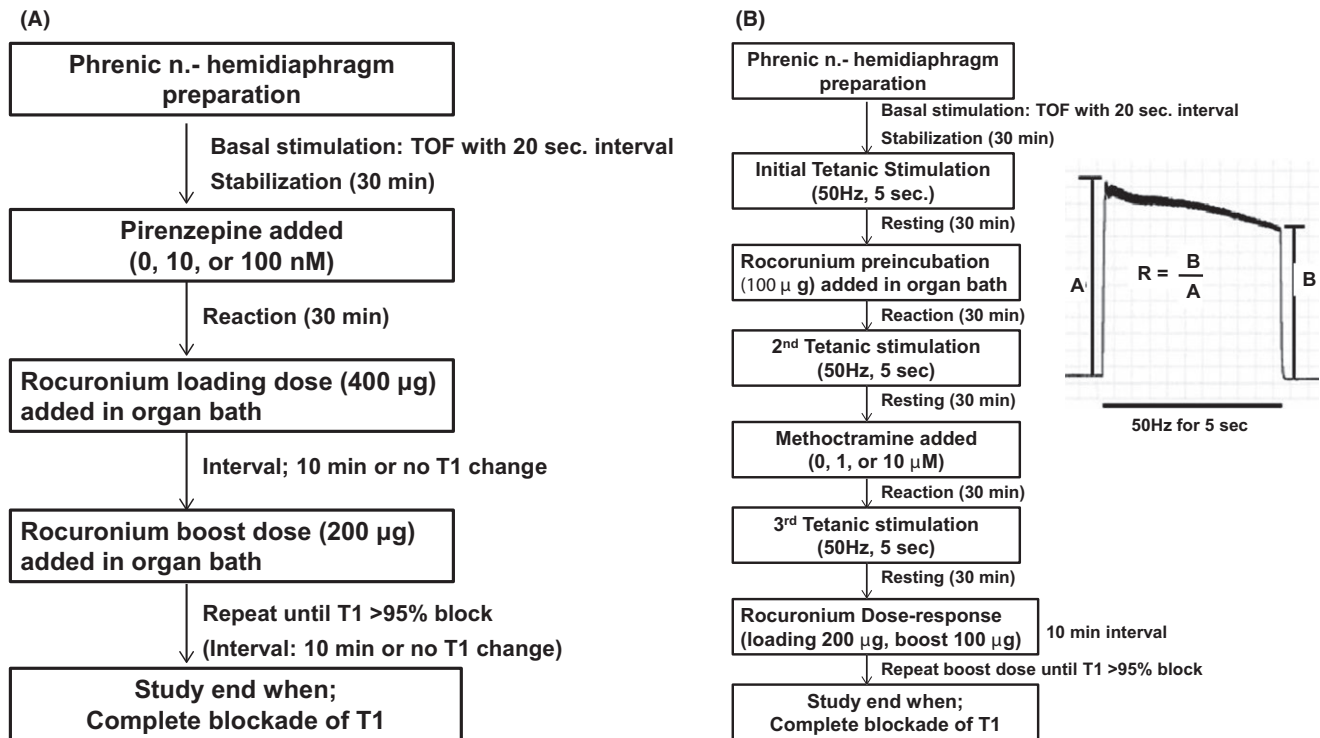 (A)
Phrenic n.- hemidiaphragm
preparation
Basal stimulation: TOF with 20 sec. interval
Stabilization (30 min)
Pirenzepine added
(0, 10, or 100 nM)
Reaction (30 min)
Rocuronium loading dose (400 µg)
added in organ bath
Interval; 10 min or no T1 change
Rocuronium boost dose (200 µg)
added in organ bath
Repeat until T1 >95% block
(Interval: 10 min or no T1 change)
Study end when;
Complete blockade of T1
(B)
Phrenic n.- hemidiaphragm
preparation
Basal stimulation: TOF with 20 sec. interval
Stabilization (30 min)
Initial Tetanic Stimulation
(50Hz, 5 sec.)
Resting (30 min)
Rocorunium preincubation
(100 µ g) added in organ bath
Reaction (30 min)
2nd Tetanic stimulation
(50Hz, 5 sec)
Resting (30 min)
Methoctramine added
(0, 1, or 10 µM)
Reaction (30 min)
3rd Tetanic stimulation
(50Hz, 5 sec)
Resting (30 min)
Rocuronium Dose-response
(loading 200 µg, boost 100 µg)
10 min interval
Repeat boost dose until T1 >95% block
Study end when;
Complete blockade of T1
A
R = B
A
B
50Hz for 5 sec